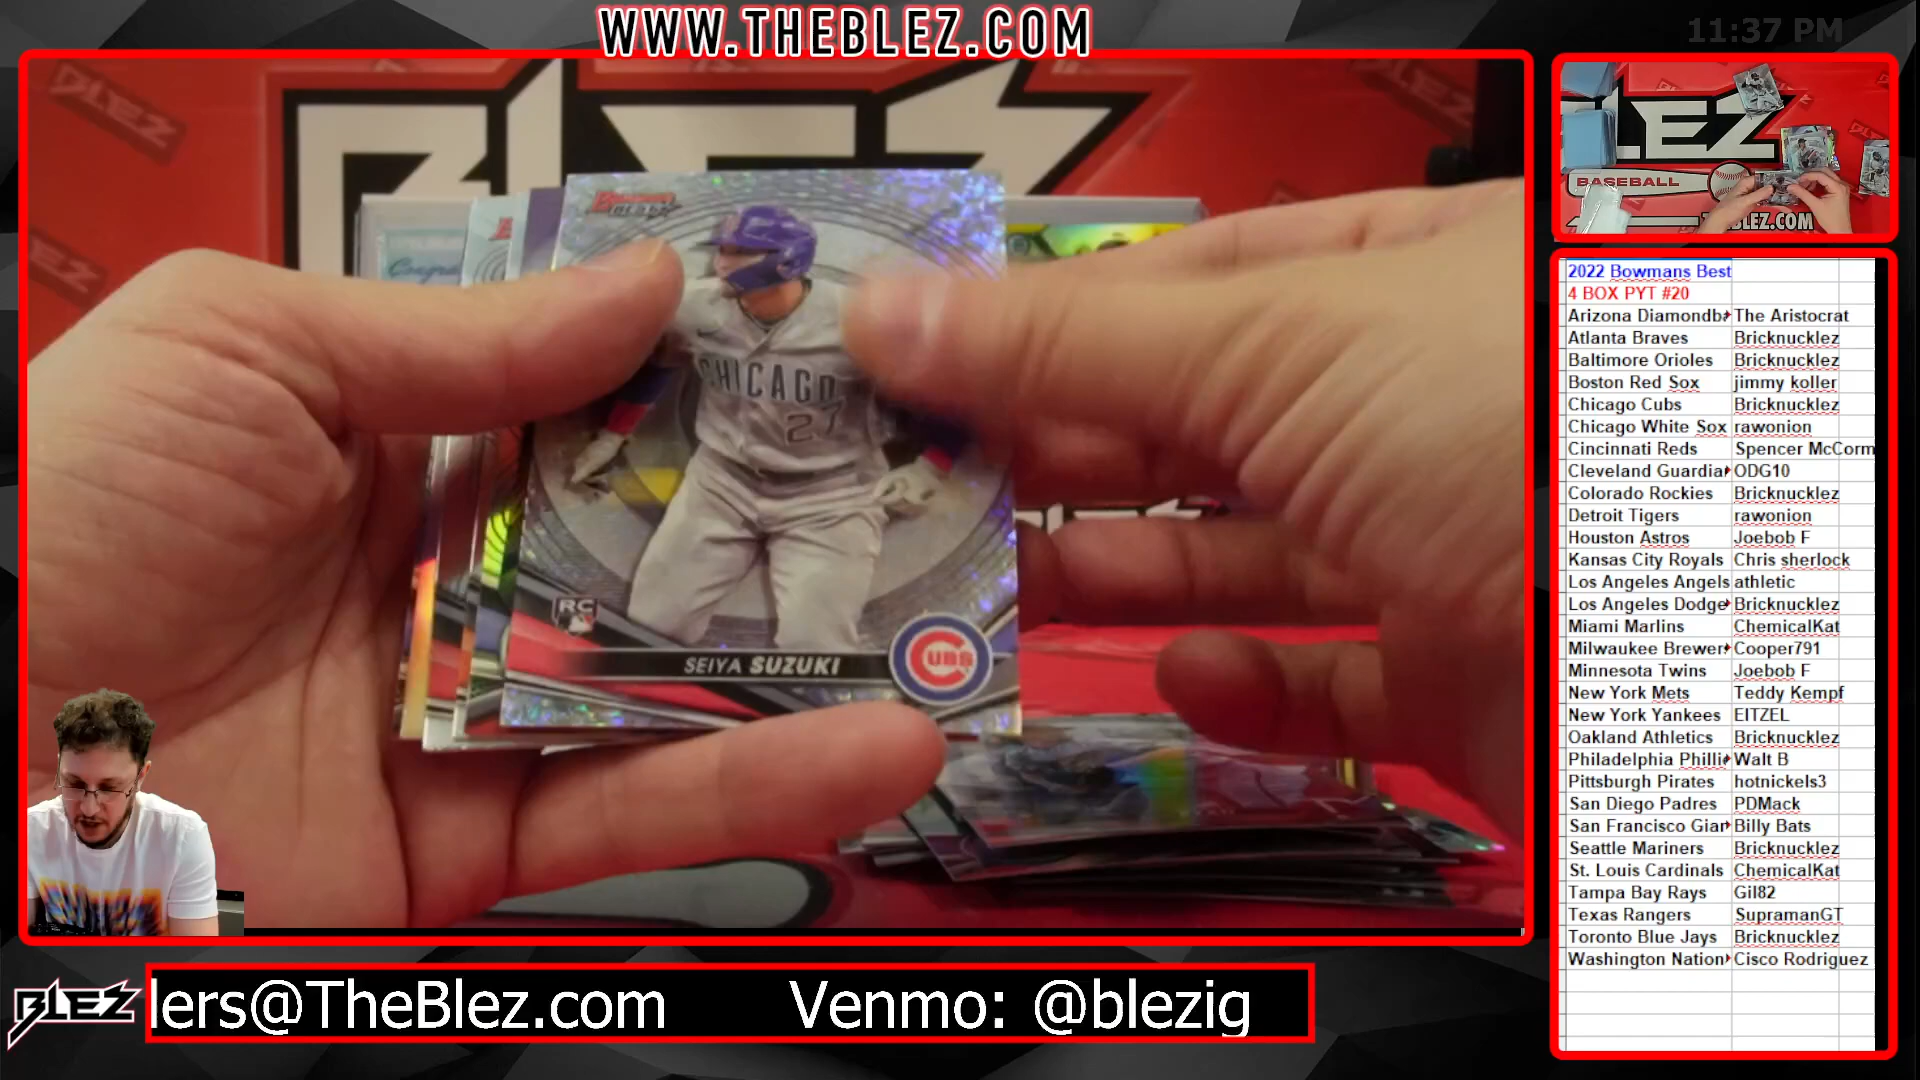 WWW.THEBLEZ.COM
11:37 PM
BLEZ
BLEZ
BASEBALL
BLEZ.COM
CHICAGO
27
RC
SEIYA SUZUKI
CUBS
2022 Bowmans Best
4 BOX PYT #20
Arizona Diamondba The Aristocrat
Atlanta Braves Bricknucklez
Baltimore Orioles Bricknucklez
Boston Red Sox jimmy koller
Chicago Cubs Bricknucklez
Chicago White Sox rawonion
Cincinnati Reds Spencer McCorm
Cleveland Guardia ODG10
Colorado Rockies Bricknucklez
Detroit Tigers rawonion
Houston Astros Joebob F
Kansas City Royals Chris sherlock
Los Angeles Angels athletic
Los Angeles Dodge Bricknucklez
Miami Marlins ChemicalKat
Milwaukee Brewer Cooper791
Minnesota Twins Joebob F
New York Mets Teddy Kempf
New York Yankees EITZEL
Oakland Athletics Bricknucklez
Philadelphia Phillie Walt B
Pittsburgh Pirates hotnickels3
San Diego Padres PDMack
San Francisco Gian Billy Bats
Seattle Mariners Bricknucklez
St. Louis Cardinals ChemicalKat
Tampa Bay Rays Gil82
Texas Rangers SupramanGT
Toronto Blue Jays Bricknucklez
Washington Nation Cisco Rodriguez
BLEZ
lers@TheBlez.com Venmo: @blezig